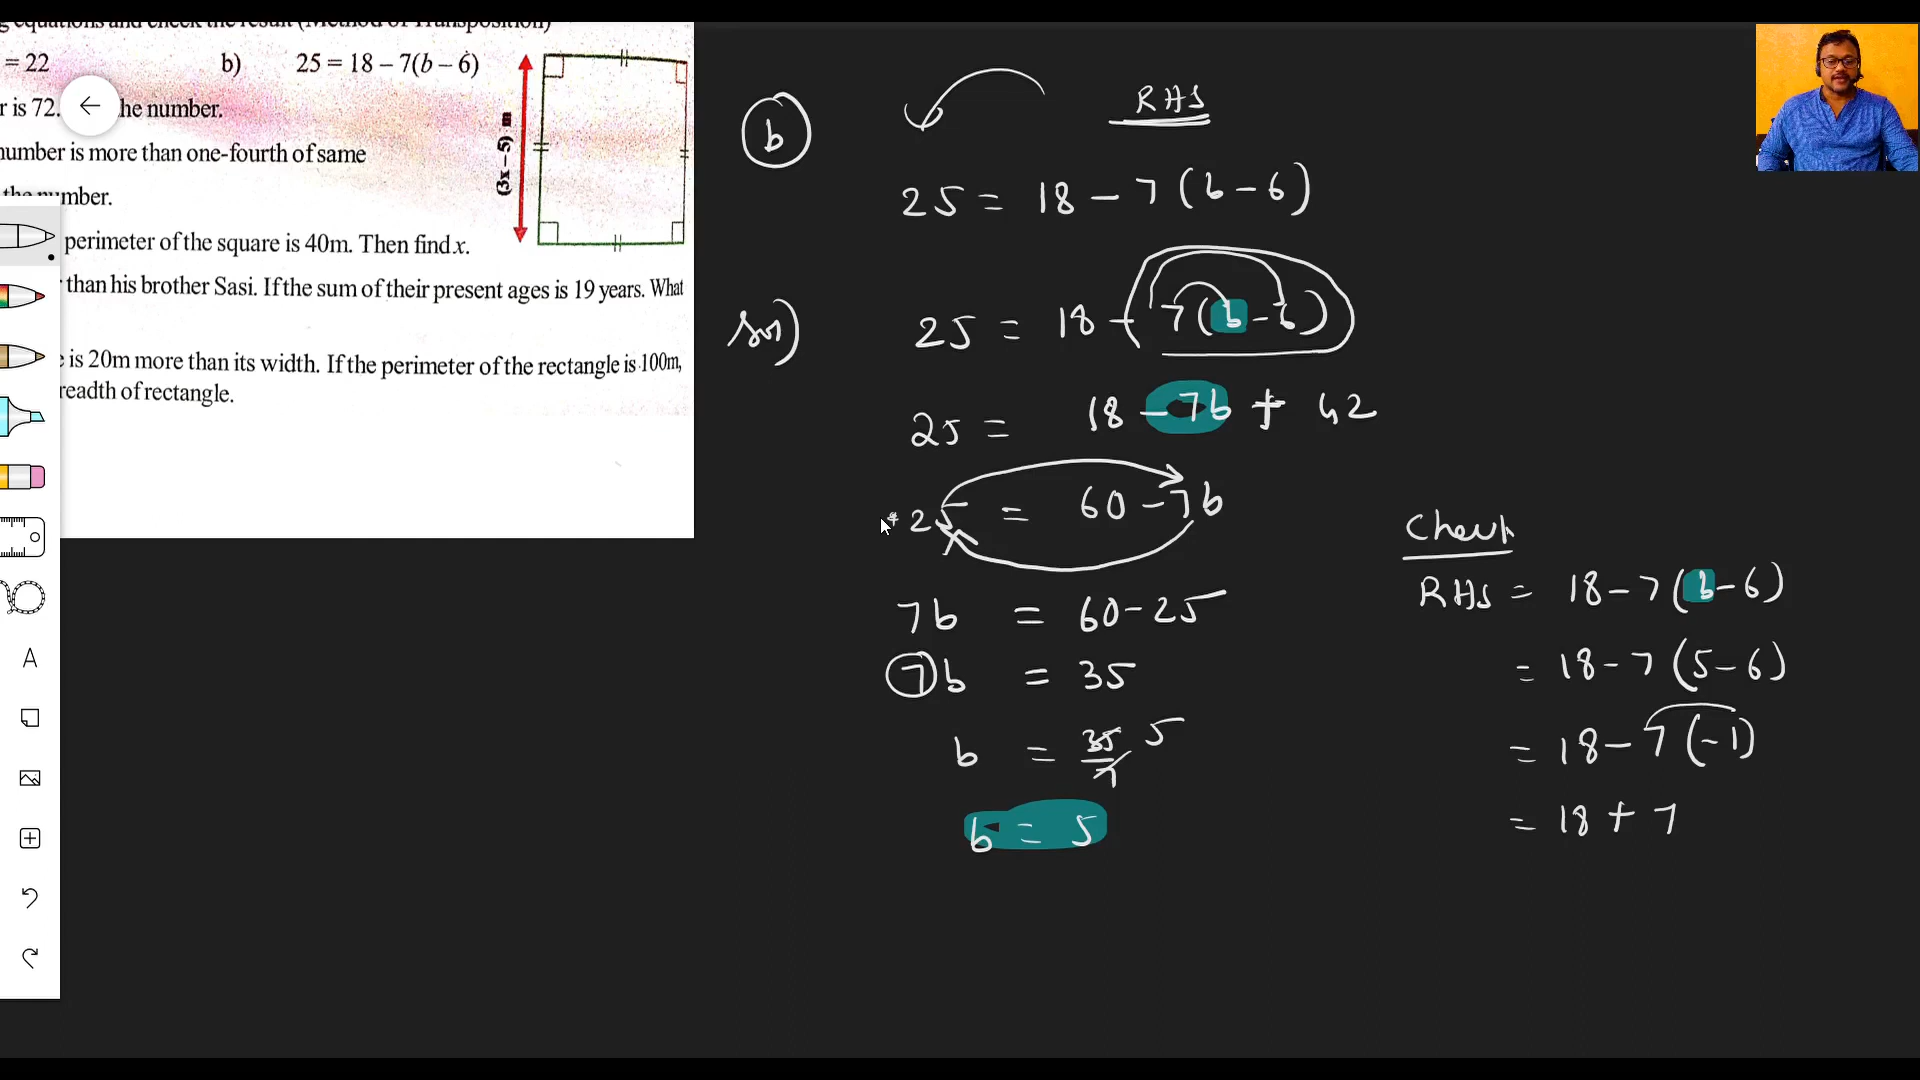 = 22
b) 25 = 18 – 7(b – 6)
r is 72. he number.
number is more than one-fourth of same
mber.
perimeter of the square is 40m. Then find x.
than his brother Sasi. If the sum of their present ages is 19 years. What
is 20m more than its width. If the perimeter of the rectangle is 100m,
readth of rectangle.
(3x – 5) m
A
b
RHS
25 = 18 – 7(b – 6)
Sol) 25 = 18 – 7(b – 6)
25 = 18 – 7b + 42
25 = 60 – 7b
7b = 60 – 25
7b = 35
b = 35/7 5
b = 5
Check
RHS = 18 – 7(b – 6)
= 18 – 7(5 – 6)
= 18 – 7(–1)
= 18 + 7